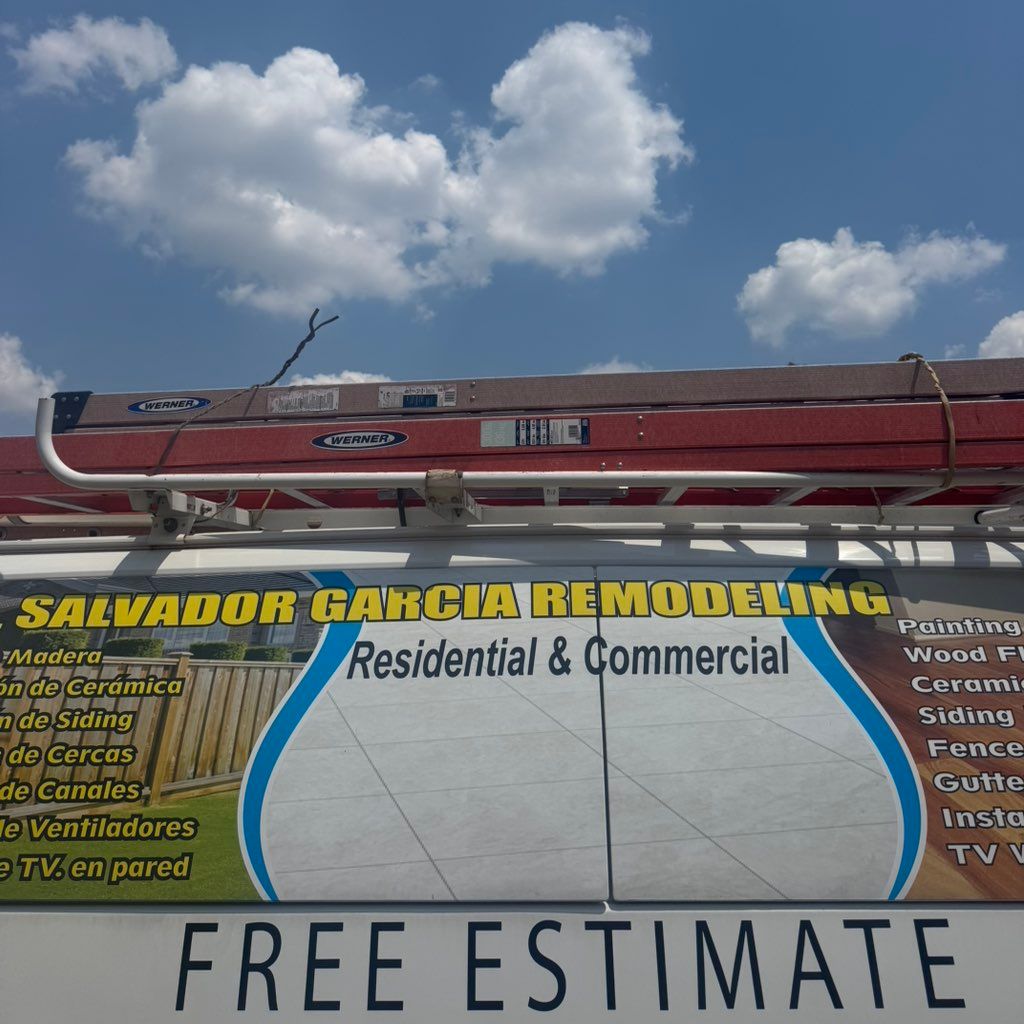 WERNER
WERNER
SALVADOR GARCIA REMODELING
Residential & Commercial
Madera
ón de Cerámica
n de Siding
de Cercas
de Canales
de Ventiladores
e TV. en pared
Painting
Wood Fl
Ceramic
Siding
Fence
Gutte
Insta
TV W
FREE ESTIMATE